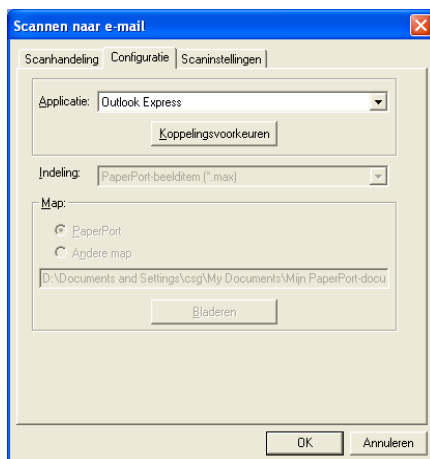 Scannen naar e-mail
Scanhandeling Configuratie Scaninstellingen
Applicatie: Outlook Express
Koppelingsvoorkeuren
Indeling: PaperPort-beelditem (*.max)
Map:
PaperPort
Andere map
D:\Documents and Settings\csg\My Documents\Mijn PaperPort-docu
Bladeren
OK Annuleren